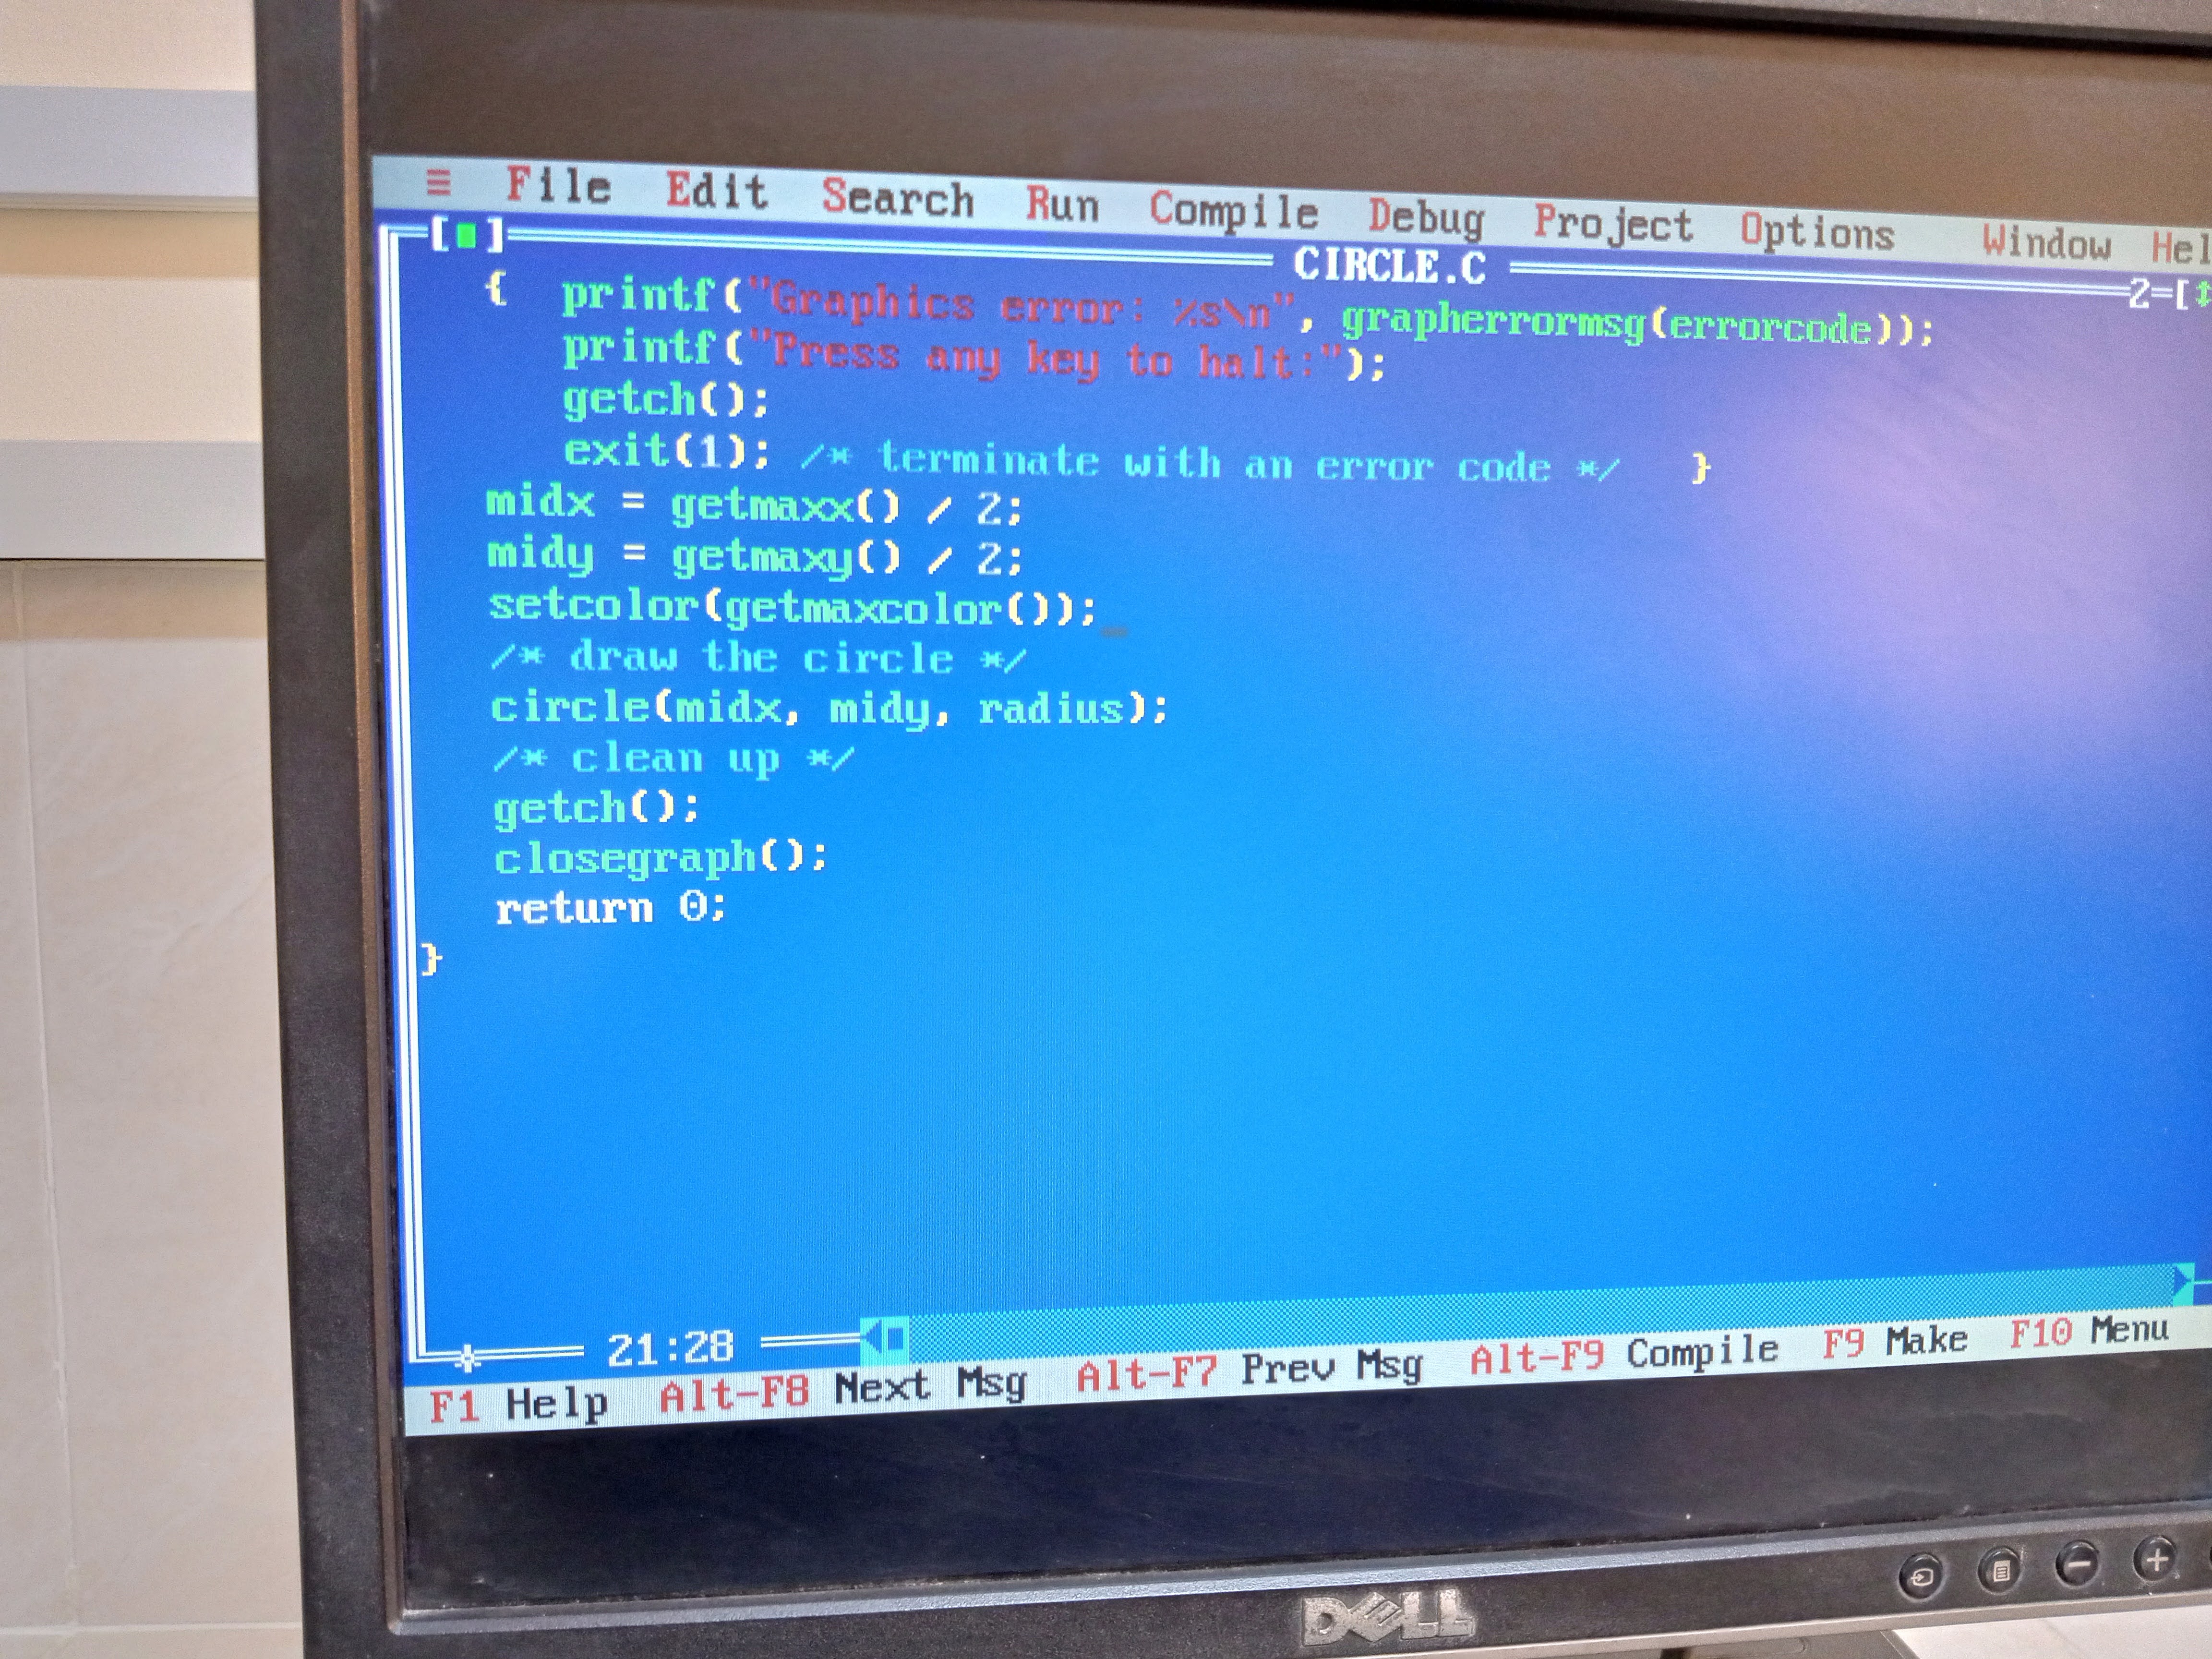 ≡ File Edit Search Run Compile Debug Project Options Window Hel
[■] CIRCLE.C 2=[↕
{ printf("Graphics error: %s\n", grapherrormsg(errorcode));
printf("Press any key to halt:");
getch();
exit(1); /* terminate with an error code */ }
midx = getmaxx() / 2;
midy = getmaxy() / 2;
setcolor(getmaxcolor());_
/* draw the circle */
circle(midx, midy, radius);
/* clean up */
getch();
closegraph();
return 0;
}
21:28
F1 Help Alt-F8 Next Msg Alt-F7 Prev Msg Alt-F9 Compile F9 Make F10 Menu
DELL